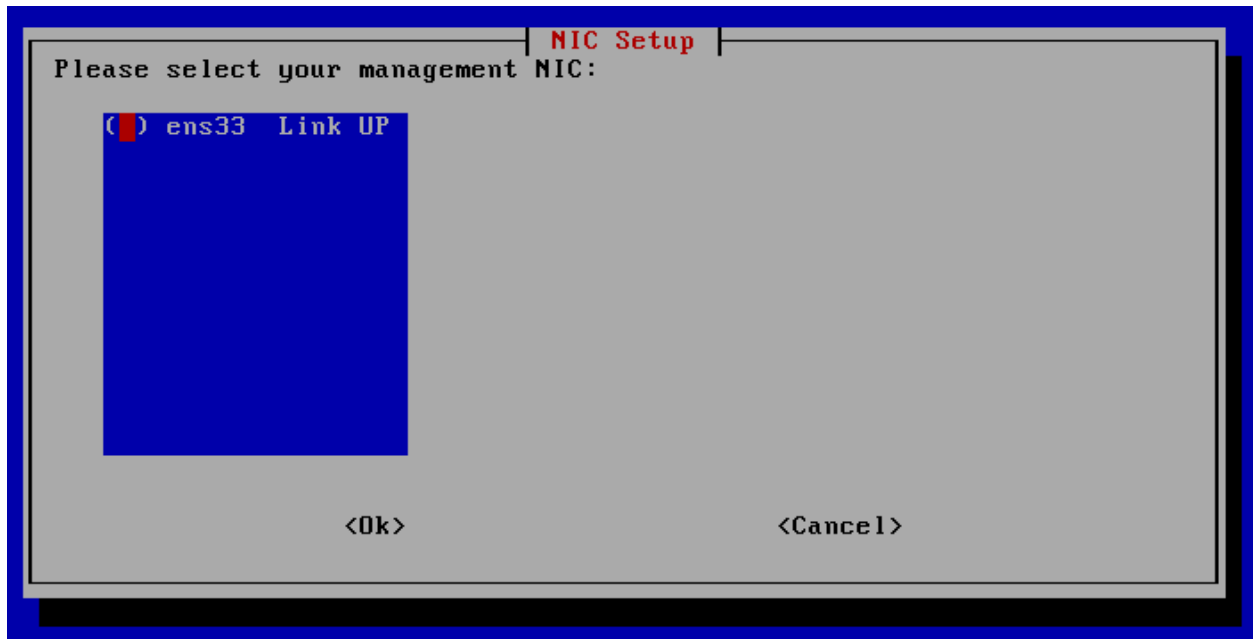 NIC Setup
Please select your management NIC:
( ) ens33 Link UP
<Ok> <Cancel>